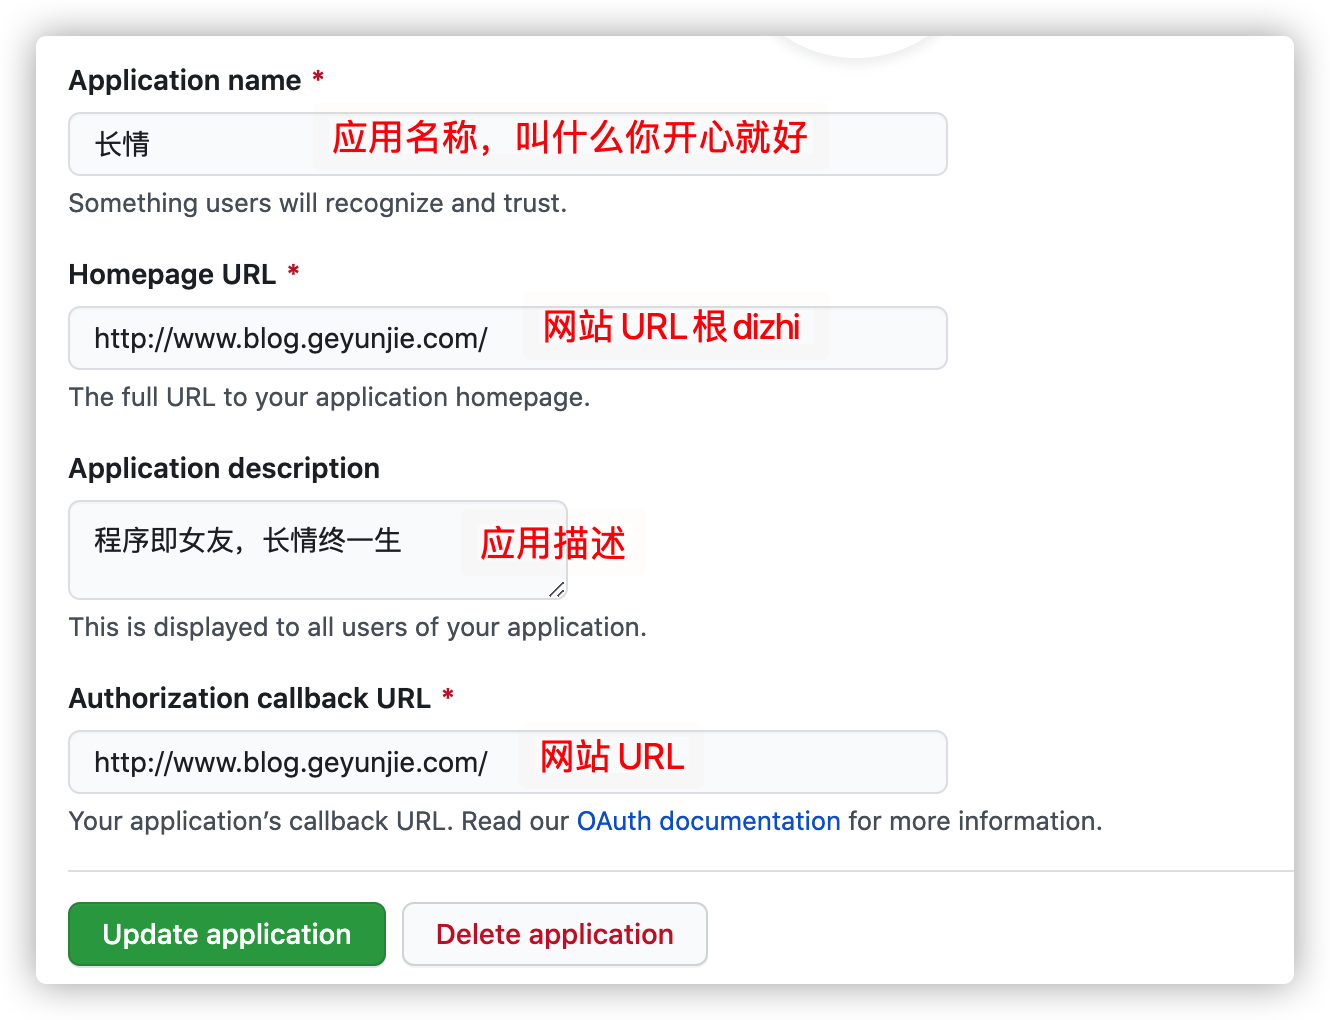 Application name *
长情 应用名称，叫什么你开心就好
Something users will recognize and trust.
Homepage URL *
http://www.blog.geyunjie.com/ 网站 URL 根 dizhi
The full URL to your application homepage.
Application description
程序即女友，长情终一生 应用描述
This is displayed to all users of your application.
Authorization callback URL *
http://www.blog.geyunjie.com/ 网站 URL
Your application’s callback URL. Read our OAuth documentation for more information.
Update application Delete application